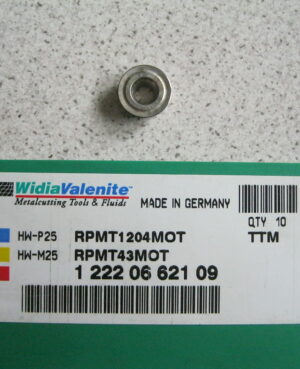 WidiaValenite™
Metalcutting Tools & Fluids
MADE IN GERMANY
QTY 10
HW-P25 RPMT1204MOT TTM
HW-M25 RPMT43MOT
1 222 06 621 09